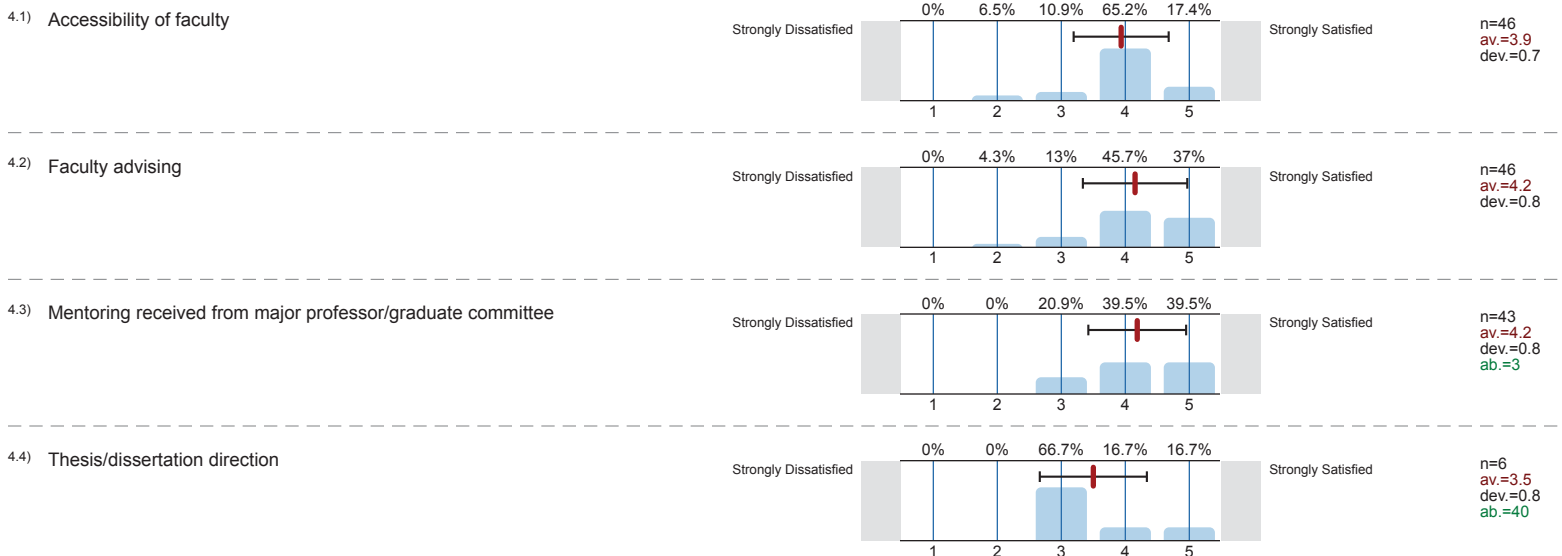 4.1) Accessibility of faculty
0% 6.5% 10.9% 65.2% 17.4%
Strongly Dissatisfied Strongly Satisfied
n=46
av.=3.9
dev.=0.7
1 2 3 4 5
4.2) Faculty advising
0% 4.3% 13% 45.7% 37%
Strongly Dissatisfied Strongly Satisfied
n=46
av.=4.2
dev.=0.8
1 2 3 4 5
4.3) Mentoring received from major professor/graduate committee
0% 0% 20.9% 39.5% 39.5%
Strongly Dissatisfied Strongly Satisfied
n=43
av.=4.2
dev.=0.8
ab.=3
1 2 3 4 5
4.4) Thesis/dissertation direction
0% 0% 66.7% 16.7% 16.7%
Strongly Dissatisfied Strongly Satisfied
n=6
av.=3.5
dev.=0.8
ab.=40
1 2 3 4 5